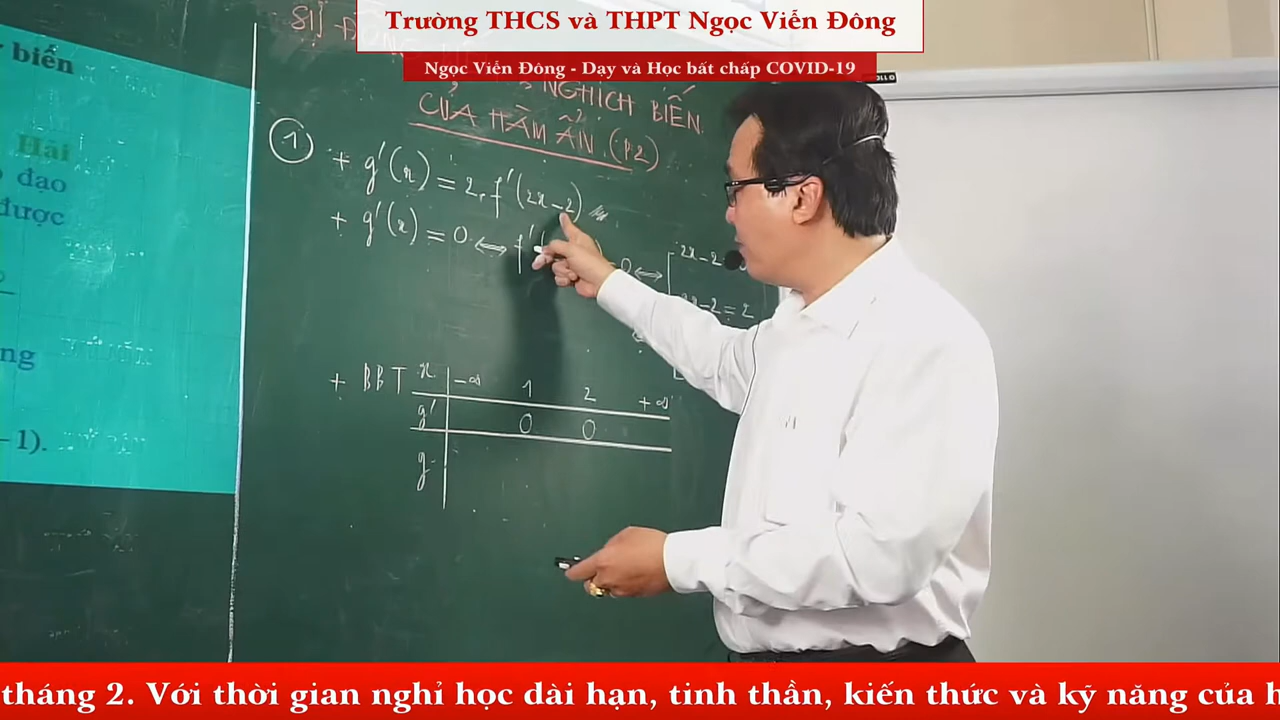 Trường THCS và THPT Ngọc Viễn Đông
Ngọc Viễn Đông - Dạy và Học bất chấp COVID-19
biến
Hải
đạo
được
ng
–1).
NGHỊCH BIẾN
CỦA HÀM ẨN (P2)
1
+ g'(x) = 2. f'(2x-2)
+ g'(x) = 0 ⟺ f' = 0 ⟺
2x-2
2x-2 = 2
+ BBT
x -∞ 1 2 +∞
g' 0 0
g
tháng 2. Với thời gian nghỉ học dài hạn, tinh thần, kiến thức và kỹ năng của h